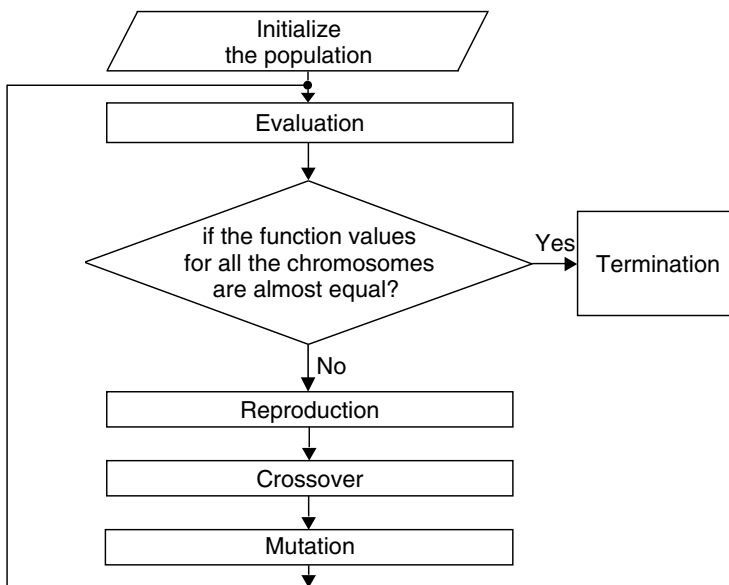 Initialize
the population
Evaluation
if the function values
for all the chromosomes
are almost equal?
Yes
Termination
No
Reproduction
Crossover
Mutation